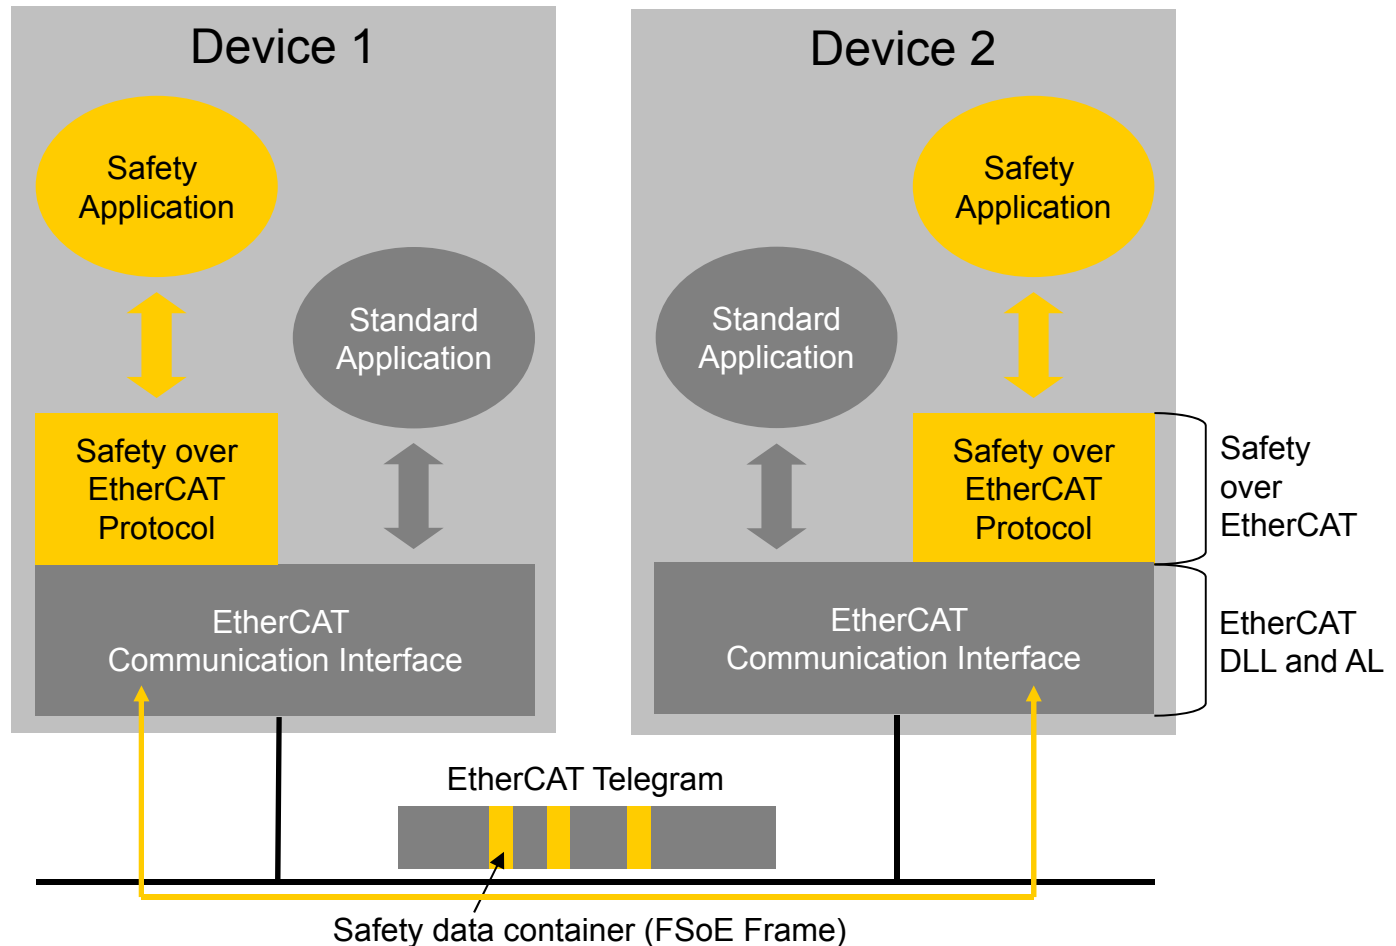 Device 1
Safety
Application
Standard
Application
Safety over
EtherCAT
Protocol
EtherCAT
Communication Interface
Device 2
Safety
Application
Standard
Application
Safety over
EtherCAT
Protocol
EtherCAT
Communication Interface
Safety
over
EtherCAT
EtherCAT
DLL and AL
EtherCAT Telegram
Safety data container (FSoE Frame)